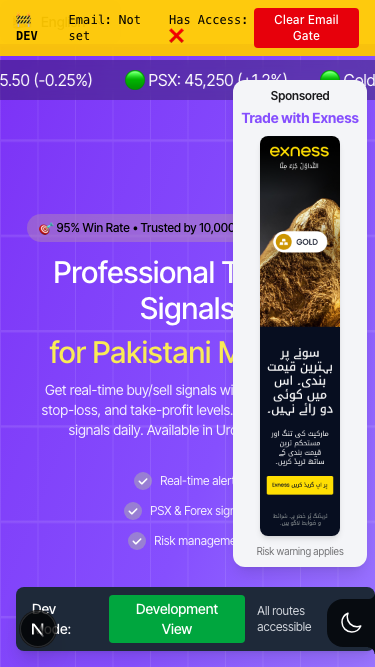 🚧
DEV
Email: Not
set
Has Access:
❌
Clear Email
Gate
5.50 (-0.25%)
🟢 PSX: 45,250 (+1.2%)
🟢 Gold
Sponsored
Trade with Exness
exness
GOLD
سونے پر
بہترین قیمت
بندی۔ اس
میں کوئی
دو رائے نہیں۔
مارکیٹ کی تنگ اور
مستحکم ترین
قیمت بندی کے
ساتھ ٹریڈ کریں۔
Exness پر اب ٹریڈ کریں
Risk warning applies
🎯 95% Win Rate • Trusted by 10,000
Professional T
Signals
for Pakistani M
Get real-time buy/sell signals wi
stop-loss, and take-profit levels.
signals daily. Available in Urd
Real-time alert
PSX & Forex sign
Risk manageme
Dev
Mode:
Development
View
All routes
accessible
N